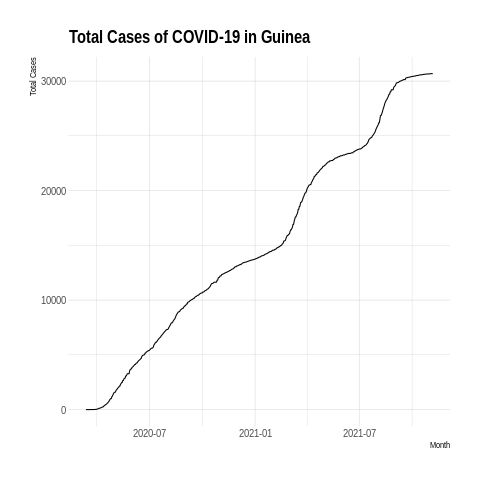 Total Cases of COVID-19 in Guinea
Total Cases
30000
20000
10000
0
2020-07 2021-01 2021-07
Month